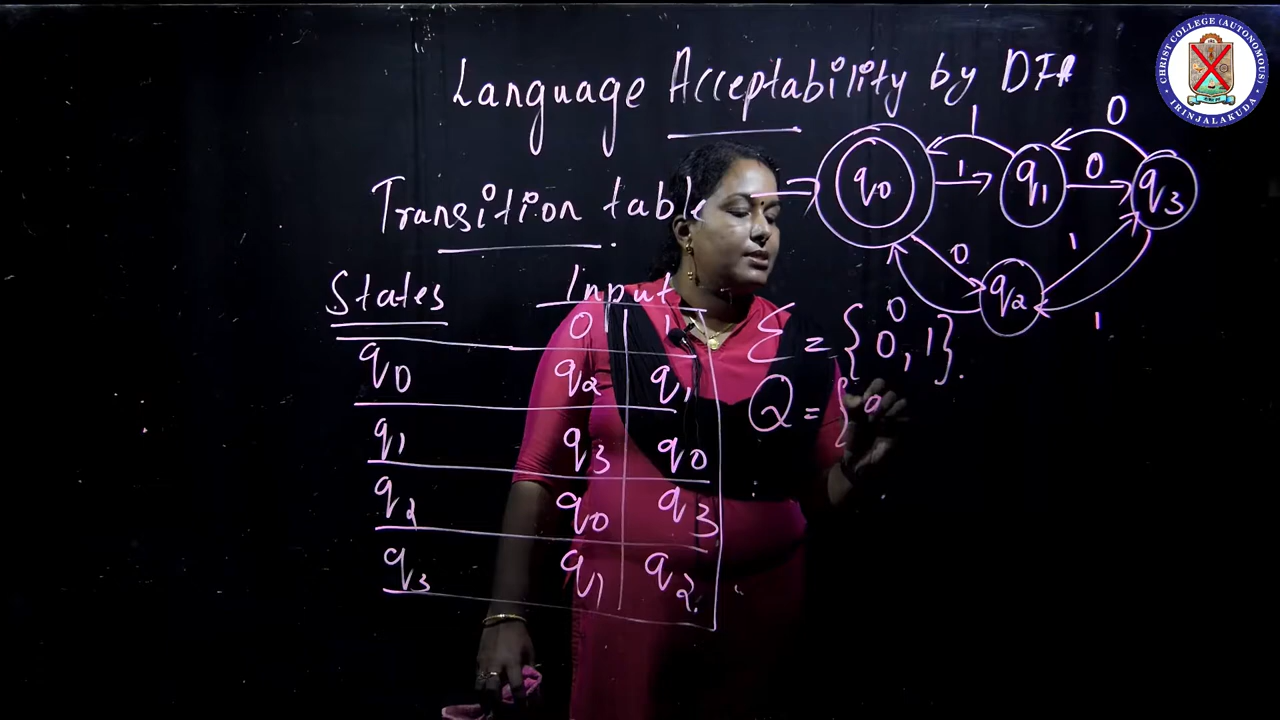 Language Acceptability by DFA
Transition table.
States Input
0 1
q0 q2 q1
q1 q3 q0
q2 q0 q3
q3 q1 q2.
q0 q1 q3
q2
1
1
0
0
0
0
1
1
Σ = {0, 1}.
Q = {q
CHRIST COLLEGE (AUTONOMOUS)
IRINJALAKUDA